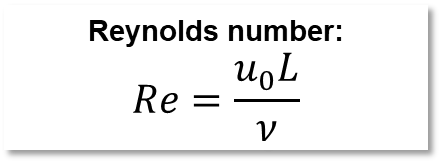 Reynolds number:
Re = u₀L / ν